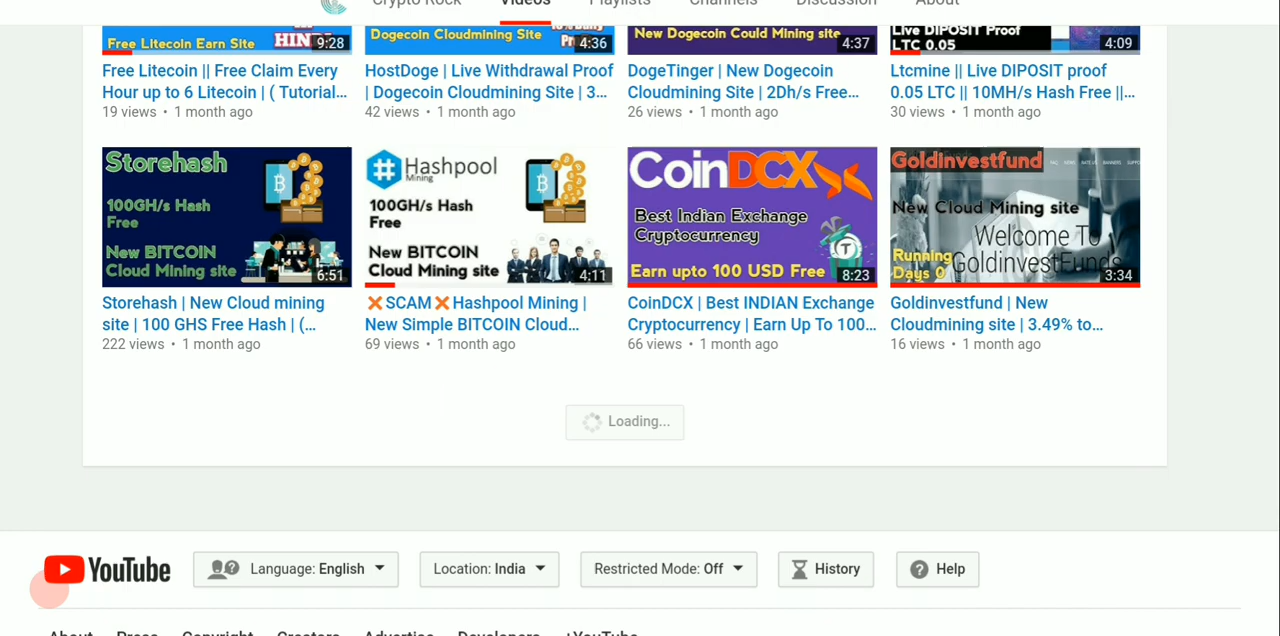 Crypto Rock Videos Playlists Channels Discussion About
Free Litecoin Earn Site HIN 9:28
Dogecoin Cloudmining Site 4:36
New Dogecoin Could Mining site 4:37
Live DIPOSIT Proof
LTC 0.05 4:09
Free Litecoin || Free Claim Every
Hour up to 6 Litecoin | ( Tutorial...
19 views • 1 month ago
HostDoge | Live Withdrawal Proof
| Dogecoin Cloudmining Site | 3...
42 views • 1 month ago
DogeTinger | New Dogecoin
Cloudmining Site | 2Dh/s Free...
26 views • 1 month ago
Ltcmine || Live DIPOSIT proof
0.05 LTC || 10MH/s Hash Free ||...
30 views • 1 month ago
Storehash
100GH/s Hash
Free
New BITCOIN
Cloud Mining site
6:51
Hashpool
Mining
100GH/s Hash
Free
New BITCOIN
Cloud Mining site
4:11
CoinDCX
Best Indian Exchange
Cryptocurrency
Earn upto 100 USD Free
8:23
Goldinvestfund
New Cloud Mining site
Welcome To
GoldinvestFunds
Running
Days 0
3:34
Storehash | New Cloud mining
site | 100 GHS Free Hash | (...
222 views • 1 month ago
❌SCAM❌Hashpool Mining |
New Simple BITCOIN Cloud...
69 views • 1 month ago
CoinDCX | Best INDIAN Exchange
Cryptocurrency | Earn Up To 100...
66 views • 1 month ago
Goldinvestfund | New
Cloudmining site | 3.49% to...
16 views • 1 month ago
Loading...
YouTube Language: English Location: India Restricted Mode: Off History Help
About Press Copyright Creators Advertise Developers +YouTube